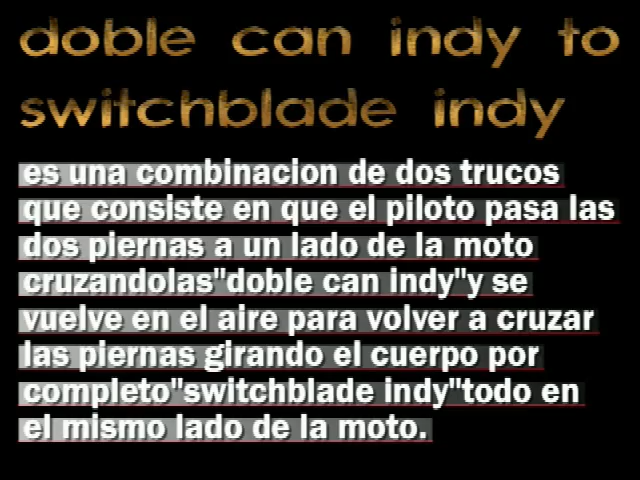 doble can indy to
switchblade indy
es una combinacion de dos trucos
que consiste en que el piloto pasa las
dos piernas a un lado de la moto
cruzandolas"doble can indy"y se
vuelve en el aire para volver a cruzar
las piernas girando el cuerpo por
completo"switchblade indy"todo en
el mismo lado de la moto.